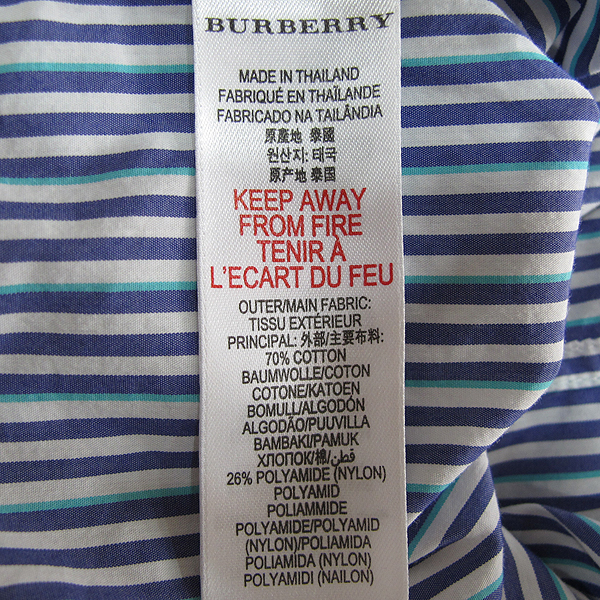 BURBERRY
MADE IN THAILAND
FABRIQUÉ EN THAÏLANDE
FABRICADO NA TAILÂNDIA
原產地 泰國
원산지: 태국
原产地 泰国
KEEP AWAY
FROM FIRE
TENIR À
L'ECART DU FEU
OUTER/MAIN FABRIC:
TISSU EXTÉRIEUR
PRINCIPAL: 外部/主要布料:
70% COTTON
BAUMWOLLE/COTON
COTONE/KATOEN
BOMULL/ALGODÓN
ALGODÃO/PUUVILLA
BAMBAKI/PAMUK
ХЛОПОК/棉/قطن
26% POLYAMIDE (NYLON)
POLYAMID
POLIAMMIDE
POLYAMIDE/POLYAMID
(NYLON)/POLIAMIDA
POLIAMÍDA (NYLON)
POLYAMIDI (NAILON)